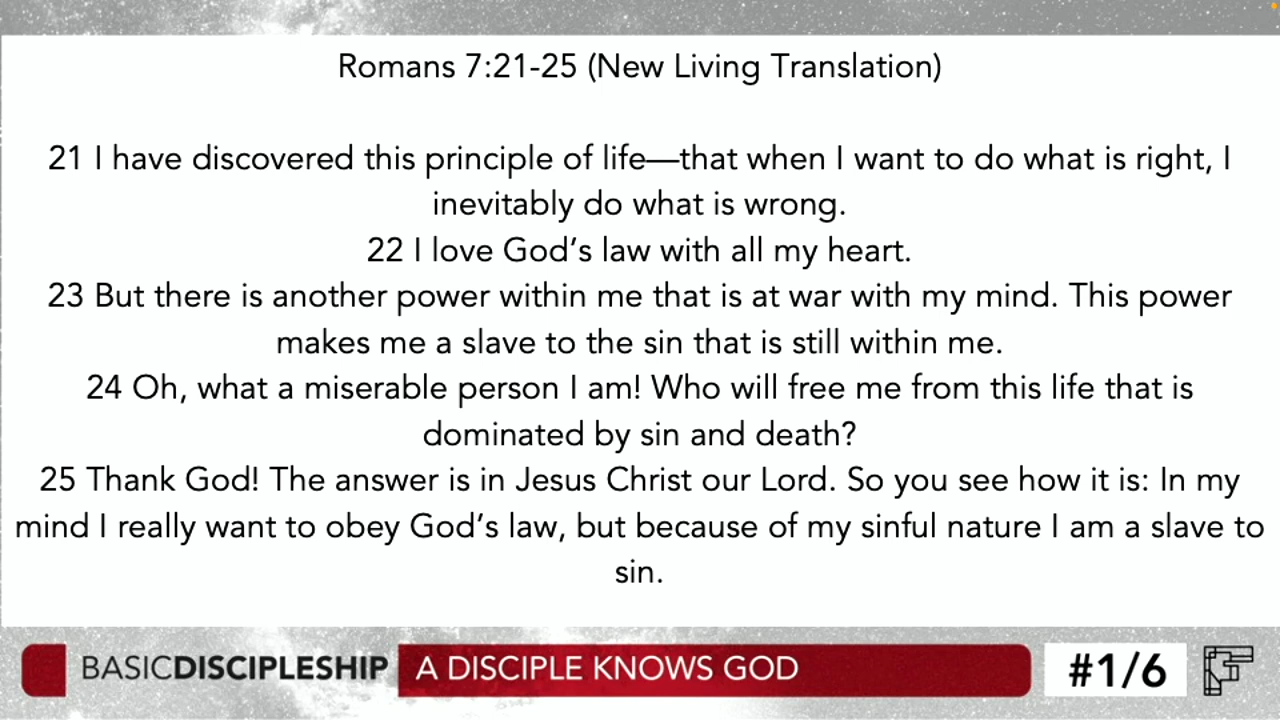 Romans 7:21-25 (New Living Translation)
21 I have discovered this principle of life—that when I want to do what is right, I
inevitably do what is wrong.
22 I love God’s law with all my heart.
23 But there is another power within me that is at war with my mind. This power
makes me a slave to the sin that is still within me.
24 Oh, what a miserable person I am! Who will free me from this life that is
dominated by sin and death?
25 Thank God! The answer is in Jesus Christ our Lord. So you see how it is: In my
mind I really want to obey God’s law, but because of my sinful nature I am a slave to
sin.
BASICDISCIPLESHIP A DISCIPLE KNOWS GOD #1/6